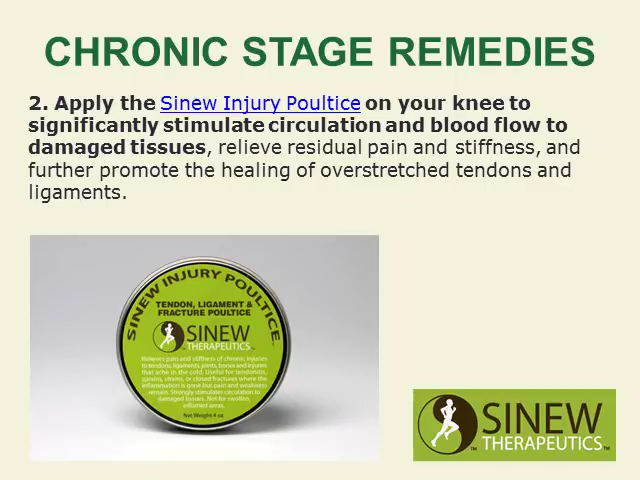 CHRONIC STAGE REMEDIES
2. Apply the Sinew Injury Poultice on your knee to
significantly stimulate circulation and blood flow to
damaged tissues, relieve residual pain and stiffness, and
further promote the healing of overstretched tendons and
ligaments.
SINEW INJURY POULTICE
TENDON, LIGAMENT &
FRACTURE POULTICE
SINEW
THERAPEUTICS
Relieves pain and stiffness of chronic injuries
to tendons, ligaments, joints, bones and injuries
that ache in the cold. Useful for tendonitis,
sprains, strains, or closed fractures where the
inflammation is gone but pain and weakness
remain. Strongly stimulates circulation to
damaged tissues. Not for swollen,
inflamed areas.
Net Weight 4 oz
SINEW
THERAPEUTICS™